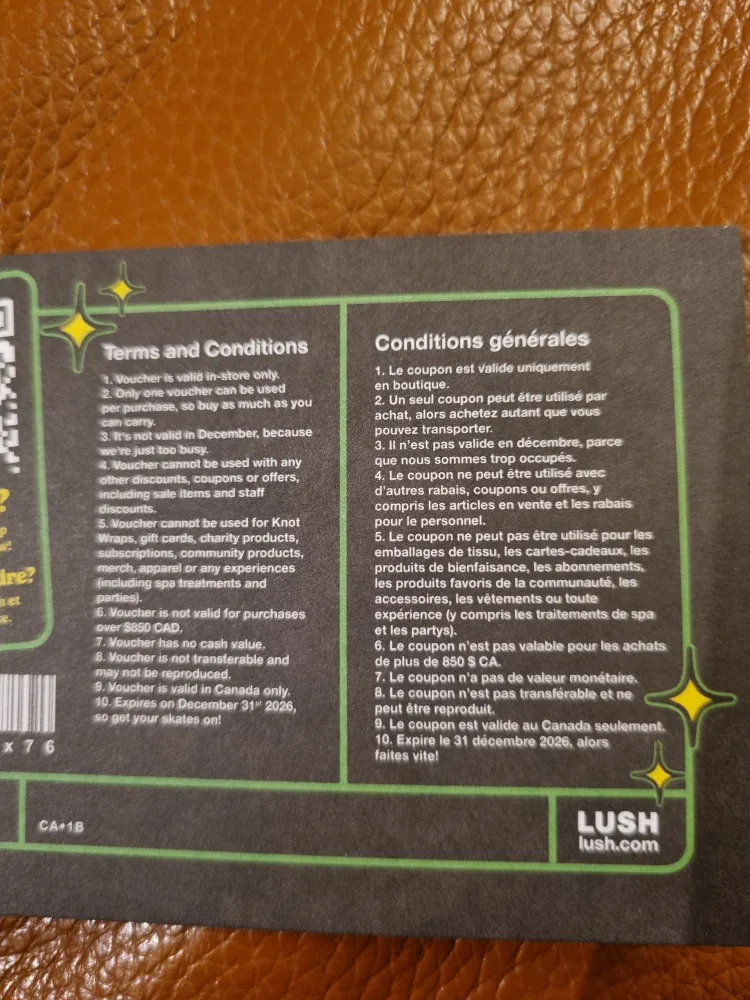 ?
p
e!
dre?
n et
e.
x 7 6
Terms and Conditions
1. Voucher is valid in-store only.
2. Only one voucher can be used
per purchase, so buy as much as you
can carry.
3. It's not valid in December, because
we're just too busy.
4. Voucher cannot be used with any
other discounts, coupons or offers,
including sale items and staff
discounts.
5. Voucher cannot be used for Knot
Wraps, gift cards, charity products,
subscriptions, community products,
merch, apparel or any experiences
(including spa treatments and
parties).
6. Voucher is not valid for purchases
over $850 CAD.
7. Voucher has no cash value.
8. Voucher is not transferable and
may not be reproduced.
9. Voucher is valid in Canada only.
10. Expires on December 31st 2026,
so get your skates on!
Conditions générales
1. Le coupon est valide uniquement
en boutique.
2. Un seul coupon peut être utilisé par
achat, alors achetez autant que vous
pouvez transporter.
3. Il n'est pas valide en décembre, parce
que nous sommes trop occupés.
4. Le coupon ne peut être utilisé avec
d'autres rabais, coupons ou offres, y
compris les articles en vente et les rabais
pour le personnel.
5. Le coupon ne peut pas être utilisé pour les
emballages de tissu, les cartes-cadeaux, les
produits de bienfaisance, les abonnements,
les produits favoris de la communauté, les
accessoires, les vêtements ou toute
expérience (y compris les traitements de spa
et les partys).
6. Le coupon n'est pas valable pour les achats
de plus de 850 $ CA.
7. Le coupon n'a pas de valeur monétaire.
8. Le coupon n'est pas transférable et ne
peut être reproduit.
9. Le coupon est valide au Canada seulement.
10. Expire le 31 décembre 2026, alors
faites vite!
CA+1B
LUSH
lush.com